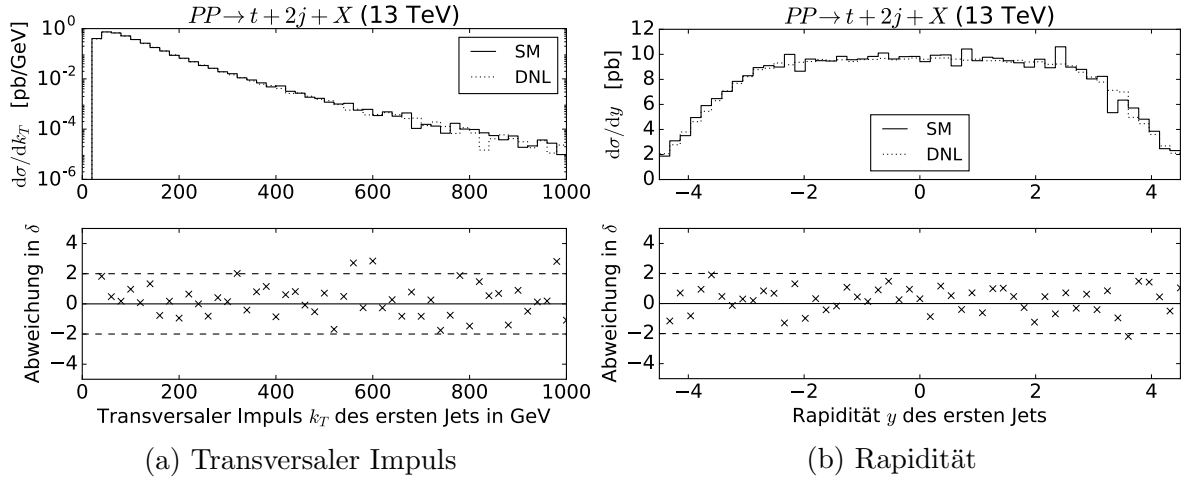 PP → t + 2j + X (13 TeV)
dσ/dk_T [pb/GeV]
10^0
10^-2
10^-4
10^-6
SM
DNL
0 200 400 600 800 1000
Abweichung in δ
4
2
0
−2
−4
0 200 400 600 800 1000
Transversaler Impuls k_T des ersten Jets in GeV
(a) Transversaler Impuls
PP → t + 2j + X (13 TeV)
dσ/dy [pb]
12
10
8
6
4
2
0
SM
DNL
−4 −2 0 2 4
Abweichung in δ
4
2
0
−2
−4
−4 −2 0 2 4
Rapidität y des ersten Jets
(b) Rapidität